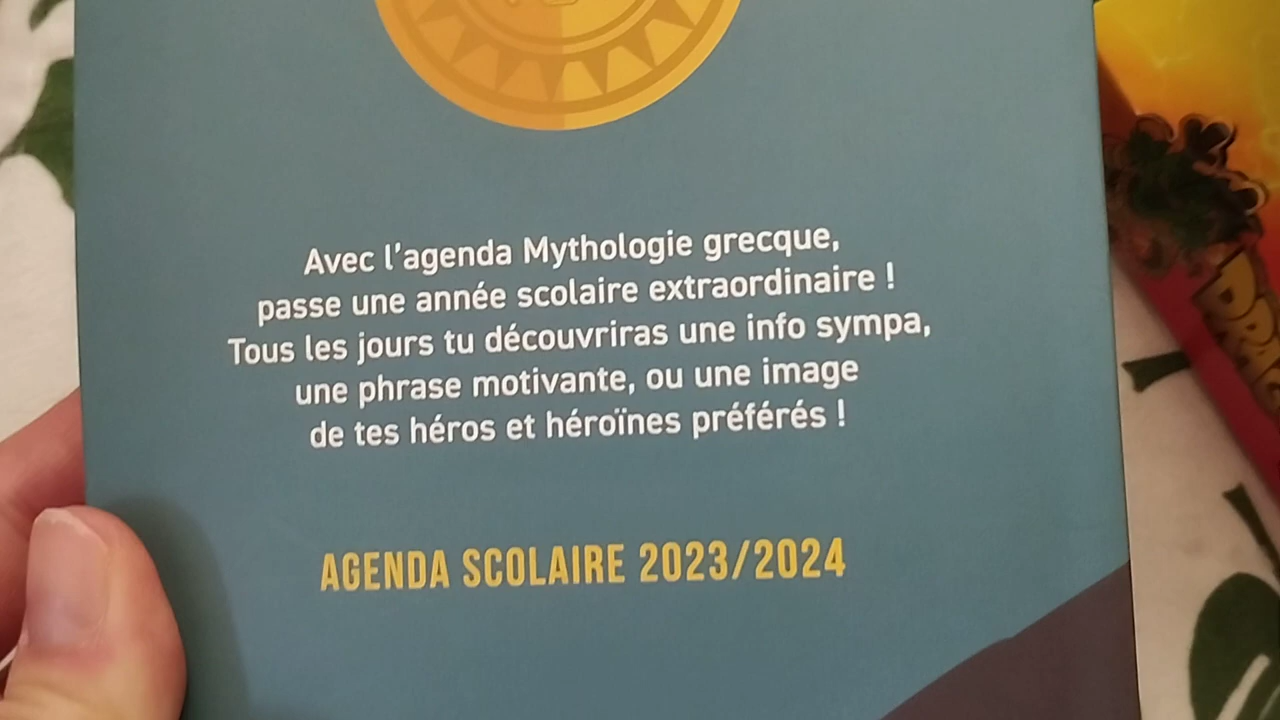 Avec l'agenda Mythologie grecque,
passe une année scolaire extraordinaire !
Tous les jours tu découvriras une info sympa,
une phrase motivante, ou une image
de tes héros et héroïnes préférés !
AGENDA SCOLAIRE 2023/2024